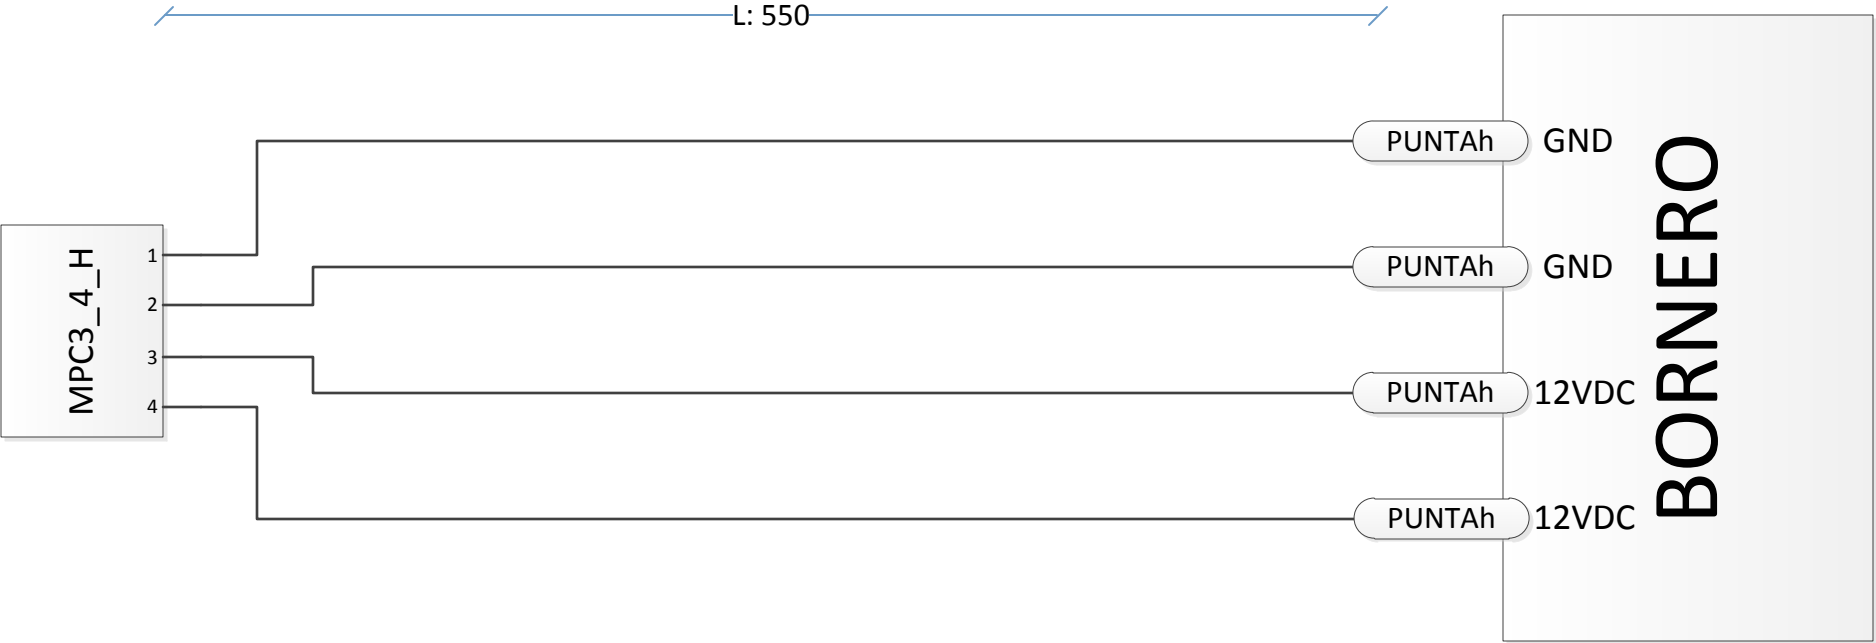 L: 550
PUNTAh GND
1
2
3
4
MPC3_4_H
PUNTAh GND
PUNTAh 12VDC
PUNTAh 12VDC
BORNERO